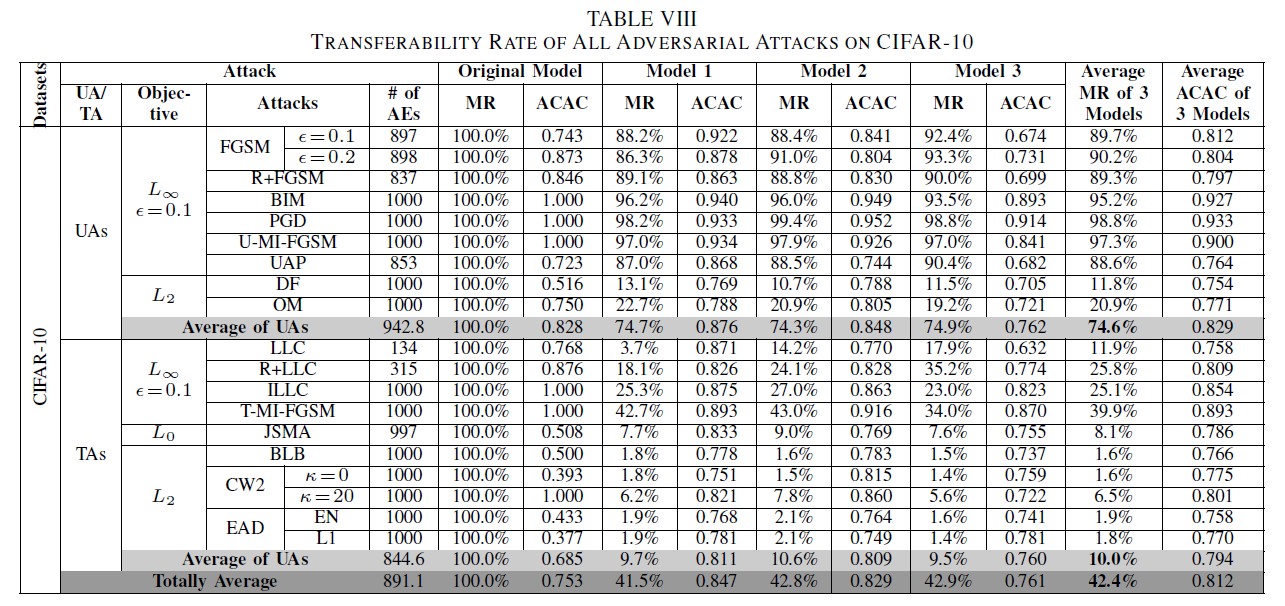 TABLE VIII
TRANSFERABILITY RATE OF ALL ADVERSARIAL ATTACKS ON CIFAR-10
Datasets Attack Original Model Model 1 Model 2 Model 3 Average MR of 3 Models Average ACAC of 3 Models
UA/TA Objective Attacks # of AEs MR ACAC MR ACAC MR ACAC MR ACAC
CIFAR-10
UAs
L∞ ϵ=0.1
FGSM ϵ=0.1 897 100.0% 0.743 88.2% 0.922 88.4% 0.841 92.4% 0.674 89.7% 0.812
ϵ=0.2 898 100.0% 0.873 86.3% 0.878 91.0% 0.804 93.3% 0.731 90.2% 0.804
R+FGSM 837 100.0% 0.846 89.1% 0.863 88.8% 0.830 90.0% 0.699 89.3% 0.797
BIM 1000 100.0% 1.000 96.2% 0.940 96.0% 0.949 93.5% 0.893 95.2% 0.927
PGD 1000 100.0% 1.000 98.2% 0.933 99.4% 0.952 98.8% 0.914 98.8% 0.933
U-MI-FGSM 1000 100.0% 1.000 97.0% 0.934 97.9% 0.926 97.0% 0.841 97.3% 0.900
UAP 853 100.0% 0.723 87.0% 0.868 88.5% 0.744 90.4% 0.682 88.6% 0.764
L2
DF 1000 100.0% 0.516 13.1% 0.769 10.7% 0.788 11.5% 0.705 11.8% 0.754
OM 1000 100.0% 0.750 22.7% 0.788 20.9% 0.805 19.2% 0.721 20.9% 0.771
Average of UAs 942.8 100.0% 0.828 74.7% 0.876 74.3% 0.848 74.9% 0.762 74.6% 0.829
TAs
L∞ ϵ=0.1
LLC 134 100.0% 0.768 3.7% 0.871 14.2% 0.770 17.9% 0.632 11.9% 0.758
R+LLC 315 100.0% 0.876 18.1% 0.826 24.1% 0.828 35.2% 0.774 25.8% 0.809
ILLC 1000 100.0% 1.000 25.3% 0.875 27.0% 0.863 23.0% 0.823 25.1% 0.854
T-MI-FGSM 1000 100.0% 1.000 42.7% 0.893 43.0% 0.916 34.0% 0.870 39.9% 0.893
L0 JSMA 997 100.0% 0.508 7.7% 0.833 9.0% 0.769 7.6% 0.755 8.1% 0.786
L2
BLB 1000 100.0% 0.500 1.8% 0.778 1.6% 0.783 1.5% 0.737 1.6% 0.766
CW2 κ=0 1000 100.0% 0.393 1.8% 0.751 1.5% 0.815 1.4% 0.759 1.6% 0.775
κ=20 1000 100.0% 1.000 6.2% 0.821 7.8% 0.860 5.6% 0.722 6.5% 0.801
EAD EN 1000 100.0% 0.433 1.9% 0.768 2.1% 0.764 1.6% 0.741 1.9% 0.758
L1 1000 100.0% 0.377 1.9% 0.781 2.1% 0.749 1.4% 0.781 1.8% 0.770
Average of UAs 844.6 100.0% 0.685 9.7% 0.811 10.6% 0.809 9.5% 0.760 10.0% 0.794
Totally Average 891.1 100.0% 0.753 41.5% 0.847 42.8% 0.829 42.9% 0.761 42.4% 0.812